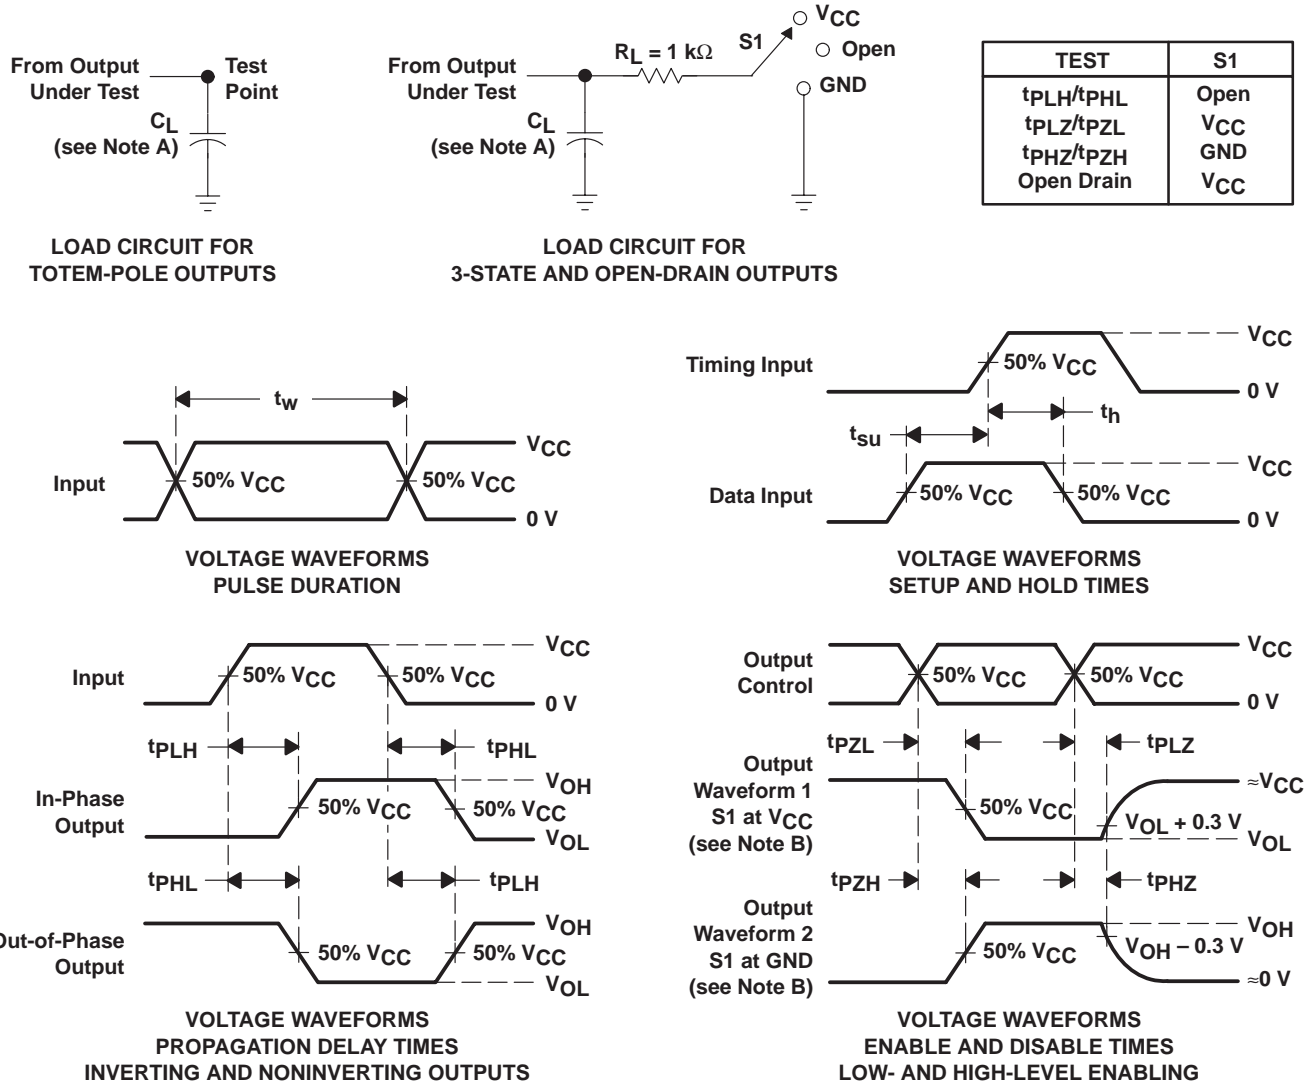 From Output
Under Test
Test
Point
CL
(see Note A)
LOAD CIRCUIT FOR
TOTEM-POLE OUTPUTS
From Output
Under Test
RL = 1 kΩ
S1
VCC
Open
GND
CL
(see Note A)
LOAD CIRCUIT FOR
3-STATE AND OPEN-DRAIN OUTPUTS
TEST S1
tPLH/tPHL Open
tPLZ/tPZL VCC
tPHZ/tPZH GND
Open Drain VCC
tw
Input
50% VCC
50% VCC
VCC
0 V
VOLTAGE WAVEFORMS
PULSE DURATION
Timing Input
50% VCC
VCC
0 V
th
tsu
Data Input
50% VCC
50% VCC
VCC
0 V
VOLTAGE WAVEFORMS
SETUP AND HOLD TIMES
Input
50% VCC
50% VCC
VCC
0 V
tPLH
tPHL
In-Phase
Output
50% VCC
50% VCC
VOH
VOL
tPHL
tPLH
Out-of-Phase
Output
50% VCC
50% VCC
VOH
VOL
VOLTAGE WAVEFORMS
PROPAGATION DELAY TIMES
INVERTING AND NONINVERTING OUTPUTS
Output
Control
50% VCC
50% VCC
VCC
0 V
tPZL
tPLZ
Output
Waveform 1
S1 at VCC
(see Note B)
50% VCC
VOL + 0.3 V
≈VCC
VOL
tPZH
tPHZ
Output
Waveform 2
S1 at GND
(see Note B)
50% VCC
VOH − 0.3 V
VOH
≈0 V
VOLTAGE WAVEFORMS
ENABLE AND DISABLE TIMES
LOW- AND HIGH-LEVEL ENABLING